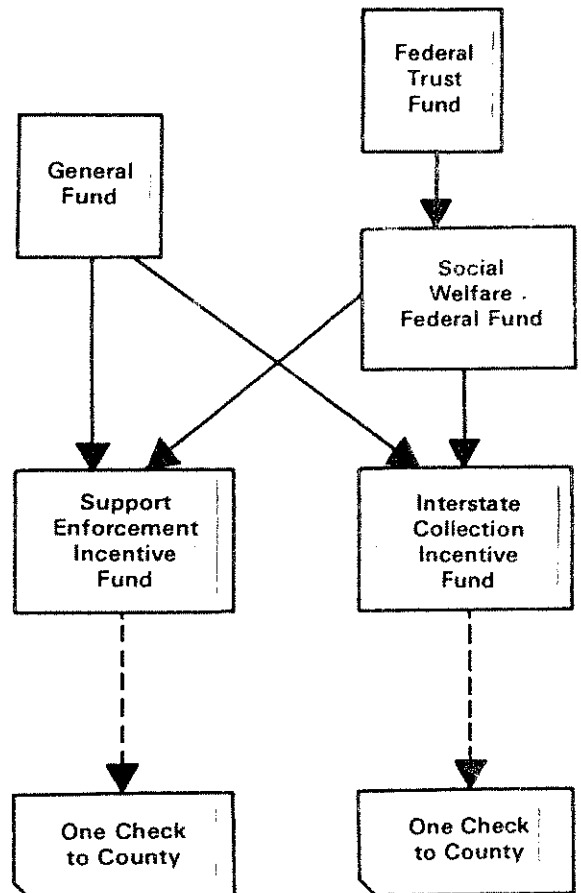 Federal
Trust
Fund
General
Fund
Social
Welfare
Federal Fund
Support
Enforcement
Incentive
Fund
Interstate
Collection
Incentive
Fund
One Check
to County
One Check
to County